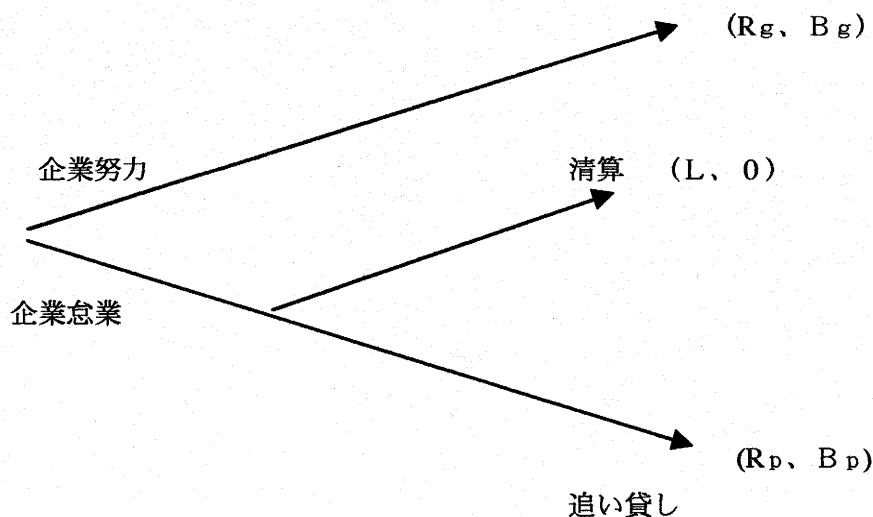 (Rg、Bg)
企業努力
清算 (L、0)
企業怠業
(Rp、Bp)
追い貸し